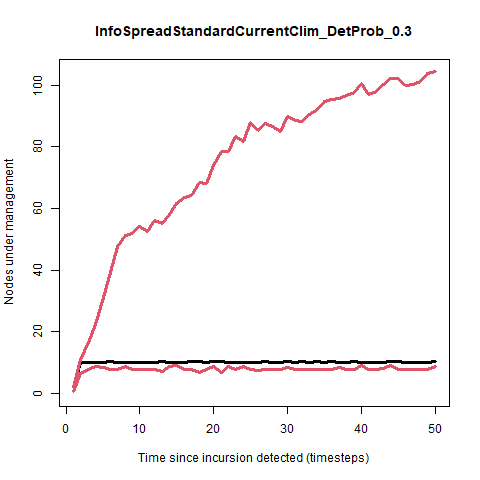 InfoSpreadStandardCurrentClim_DetProb_0.3
Nodes under management
100
80
60
40
20
0
0 10 20 30 40 50
Time since incursion detected (timesteps)